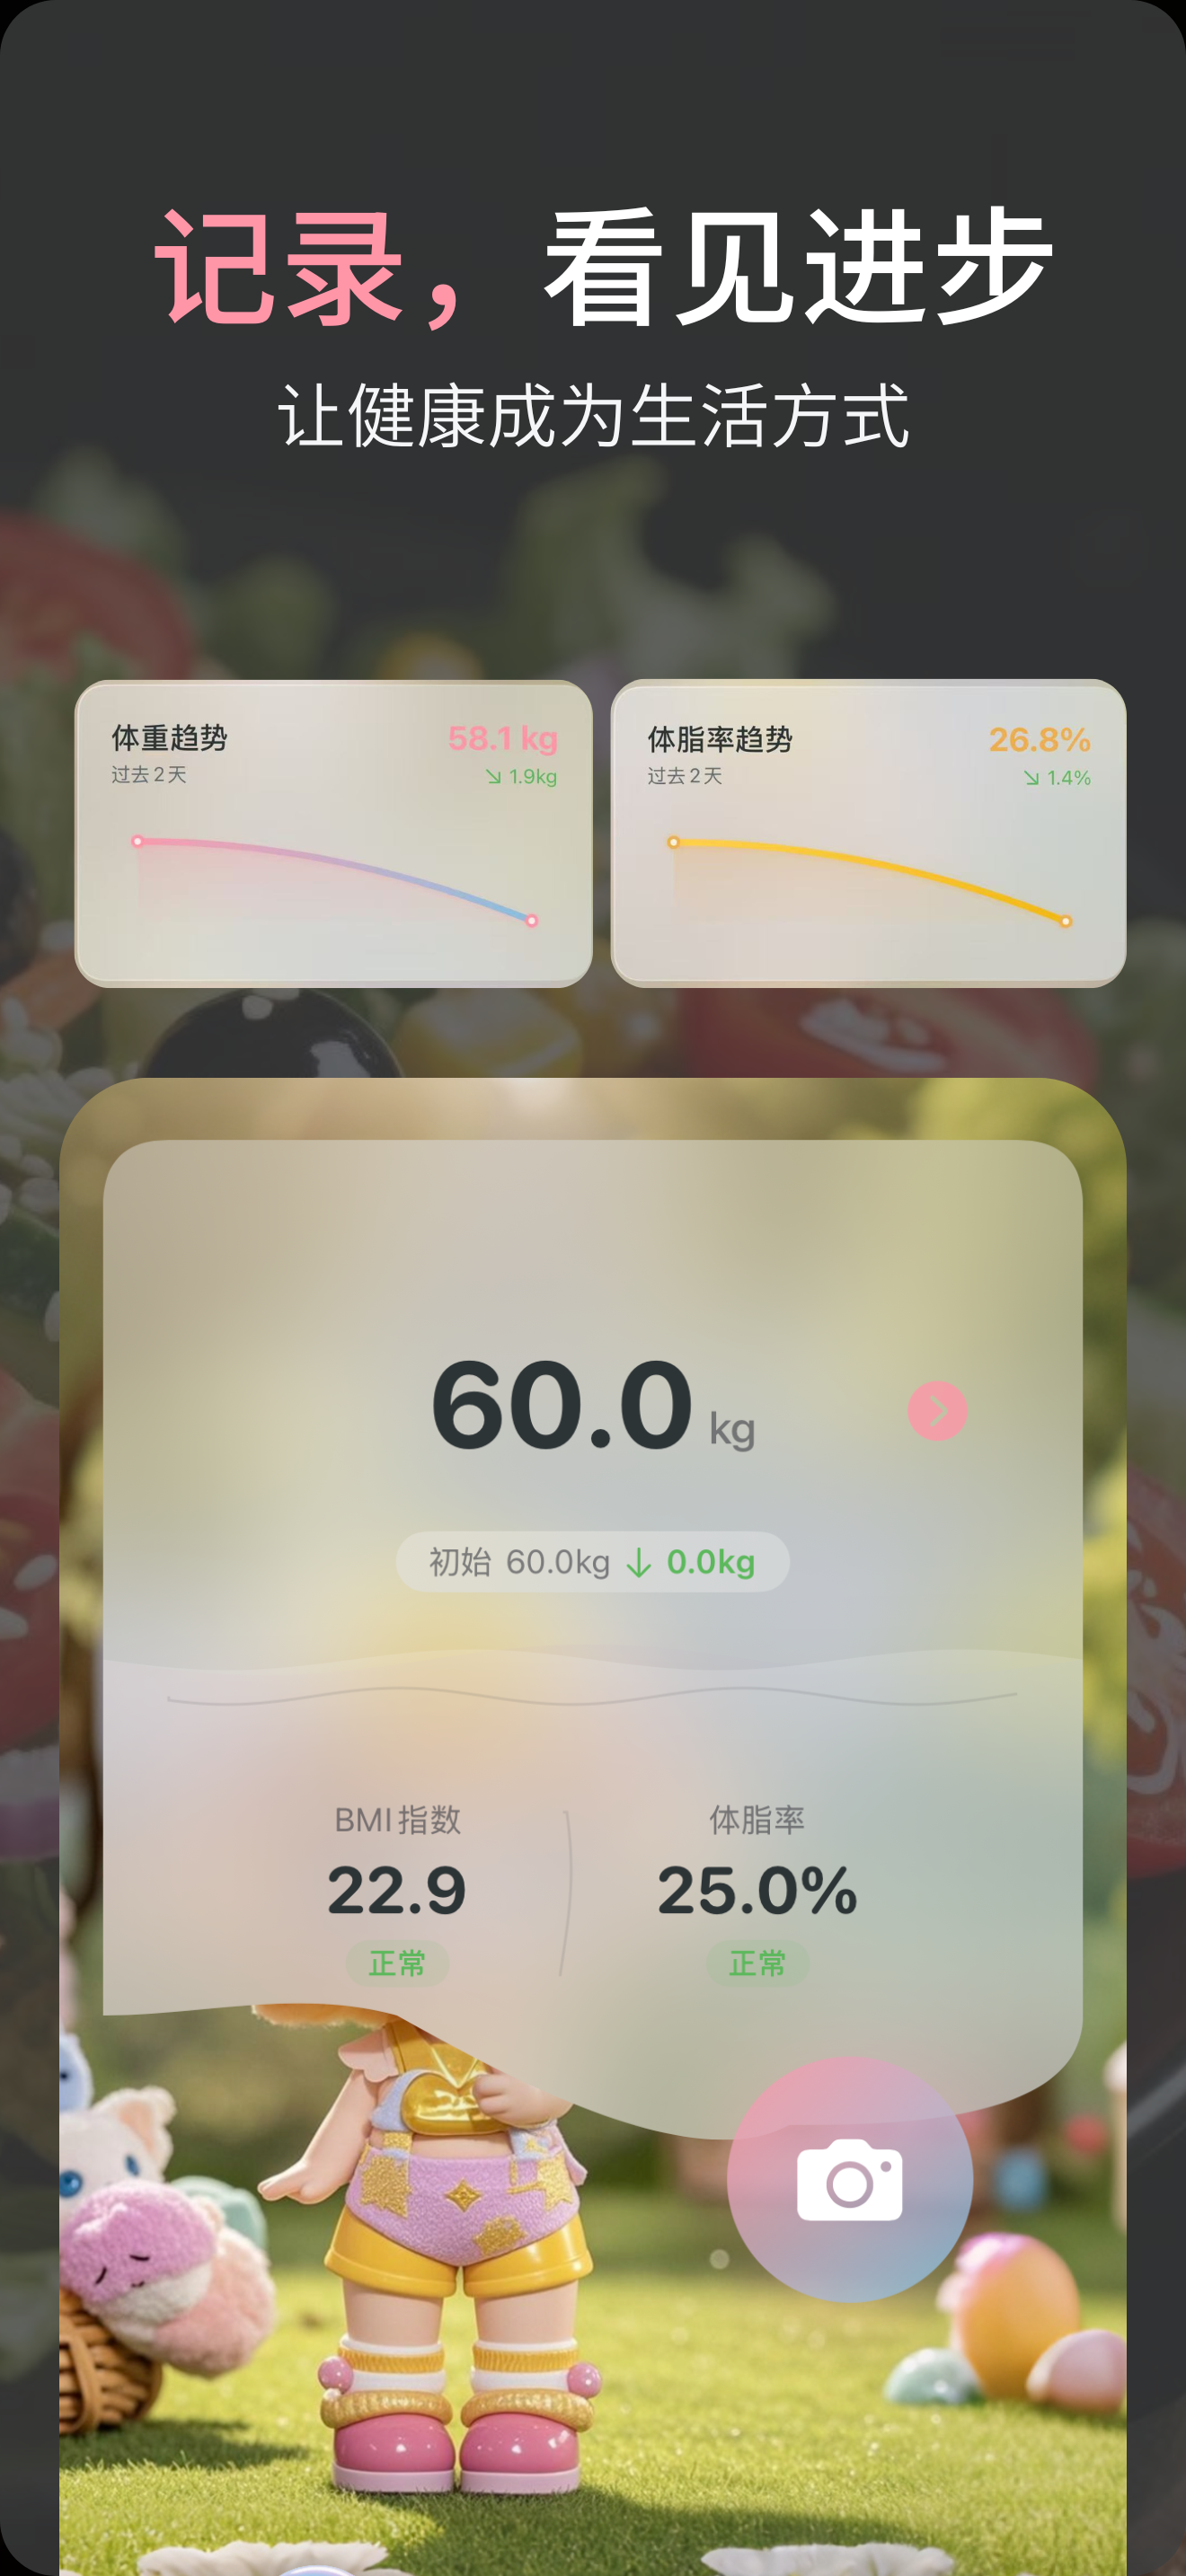 记录，看见进步
让健康成为生活方式
体重趋势 58.1 kg
过去 2 天 ↘ 1.9kg
体脂率趋势 26.8%
过去 2 天 ↘ 1.4%
60.0 kg
初始 60.0kg ↓ 0.0kg
BMI 指数
22.9
正常
体脂率
25.0%
正常